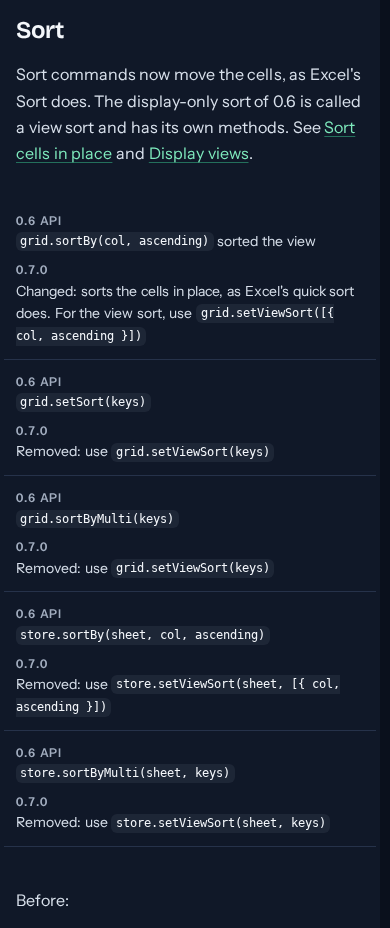 Sort
Sort commands now move the cells, as Excel's
Sort does. The display-only sort of 0.6 is called
a view sort and has its own methods. See Sort
cells in place and Display views.
0.6 API
grid.sortBy(col, ascending) sorted the view
0.7.0
Changed: sorts the cells in place, as Excel's quick sort
does. For the view sort, use grid.setViewSort([{
col, ascending }])
0.6 API
grid.setSort(keys)
0.7.0
Removed: use grid.setViewSort(keys)
0.6 API
grid.sortByMulti(keys)
0.7.0
Removed: use grid.setViewSort(keys)
0.6 API
store.sortBy(sheet, col, ascending)
0.7.0
Removed: use store.setViewSort(sheet, [{ col,
ascending }])
0.6 API
store.sortByMulti(sheet, keys)
0.7.0
Removed: use store.setViewSort(sheet, keys)
Before: